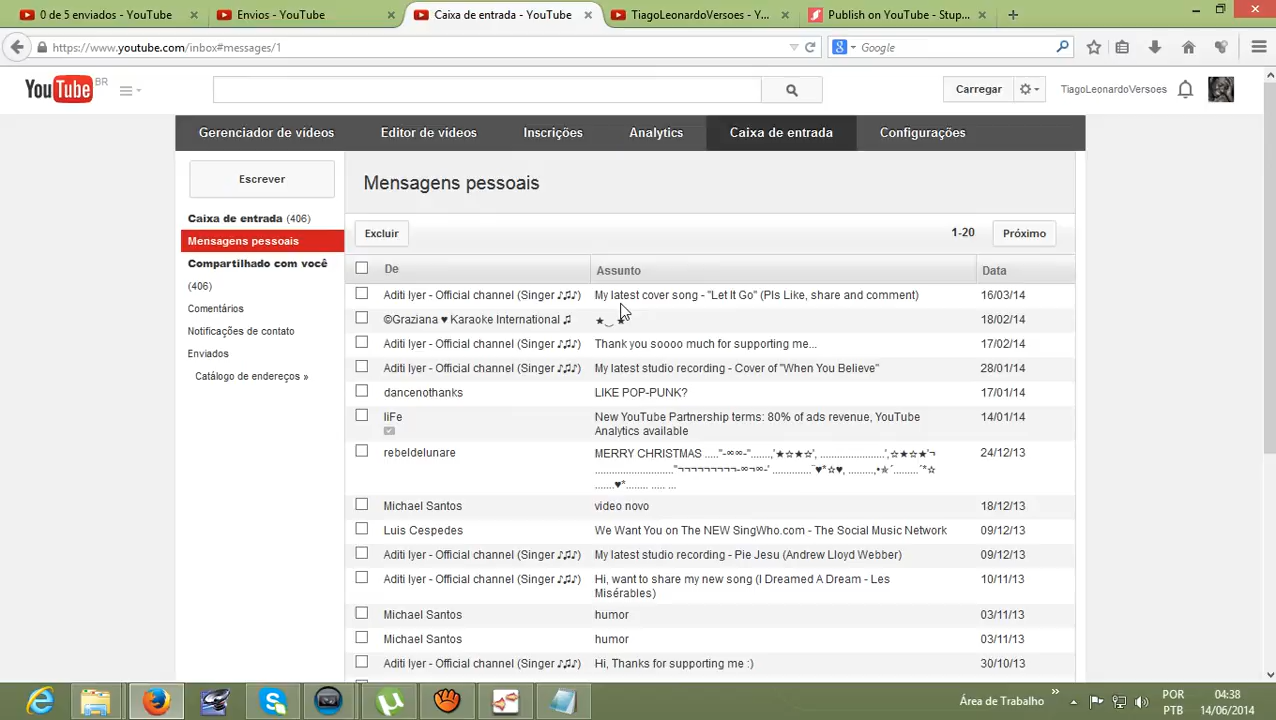 0 de 5 enviados - YouTube
Envios - YouTube
Caixa de entrada - YouTube
TiagoLeonardoVersoes - Y...
Publish on YouTube - Stup...
https://www.youtube.com/inbox#messages/1
Google
YouTube BR
Carregar
TiagoLeonardoVersoes
Gerenciador de vídeos
Editor de vídeos
Inscrições
Analytics
Caixa de entrada
Configurações
Escrever
Caixa de entrada (406)
Mensagens pessoais
Compartilhado com você
(406)
Comentários
Notificações de contato
Enviados
Catálogo de endereços »
Mensagens pessoais
Excluir
1-20
Próximo
De
Assunto
Data
Aditi Iyer - Official channel (Singer ♪♫♪)
My latest cover song - "Let It Go" (Pls Like, share and comment)
16/03/14
©Graziana ♥ Karaoke International ♫
★‿★
18/02/14
Aditi Iyer - Official channel (Singer ♪♫♪)
Thank you soooo much for supporting me...
17/02/14
Aditi Iyer - Official channel (Singer ♪♫♪)
My latest studio recording - Cover of "When You Believe"
28/01/14
dancenothanks
LIKE POP-PUNK?
17/01/14
liFe
New YouTube Partnership terms: 80% of ads revenue, YouTube
Analytics available
14/01/14
rebeldelunare
MERRY CHRISTMAS .....''-∞∞-''.......,'★☆★☆', .......................',☆★☆★'¬
............................''¬¬¬¬¬¬¬¬¬-∞¬∞-' .............¨♥*☆♥, .........,•★´.........´*☆
.......♥*....... ..... ...
24/12/13
Michael Santos
video novo
18/12/13
Luis Cespedes
We Want You on The NEW SingWho.com - The Social Music Network
09/12/13
Aditi Iyer - Official channel (Singer ♪♫♪)
My latest studio recording - Pie Jesu (Andrew Lloyd Webber)
09/12/13
Aditi Iyer - Official channel (Singer ♪♫♪)
Hi, want to share my new song (I Dreamed A Dream - Les
Misérables)
10/11/13
Michael Santos
humor
03/11/13
Michael Santos
humor
03/11/13
Aditi Iyer - Official channel (Singer ♪♫♪)
Hi, Thanks for supporting me :)
30/10/13
Área de Trabalho
POR
PTB
04:38
14/06/2014